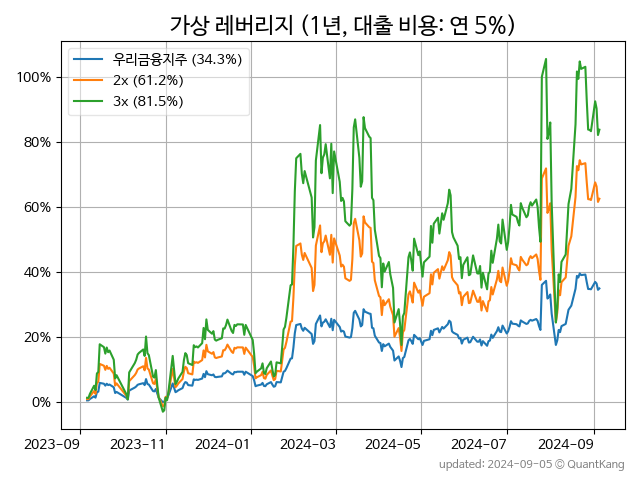 가상 레버리지 (1년, 대출 비용: 연 5%)
우리금융지주 (34.3%)
2x (61.2%)
3x (81.5%)
100%
80%
60%
40%
20%
0%
2023-09 2023-11 2024-01 2024-03 2024-05 2024-07 2024-09
updated: 2024-09-05 © QuantKang